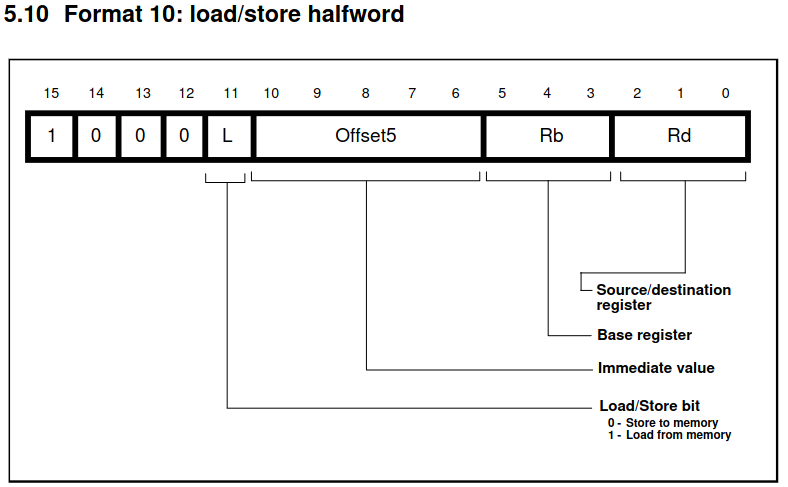 5.10 Format 10: load/store halfword
15 14 13 12 11 10 9 8 7 6 5 4 3 2 1 0
1 0 0 0 L Offset5 Rb Rd
Source/destination
register
Base register
Immediate value
Load/Store bit
0 - Store to memory
1 - Load from memory